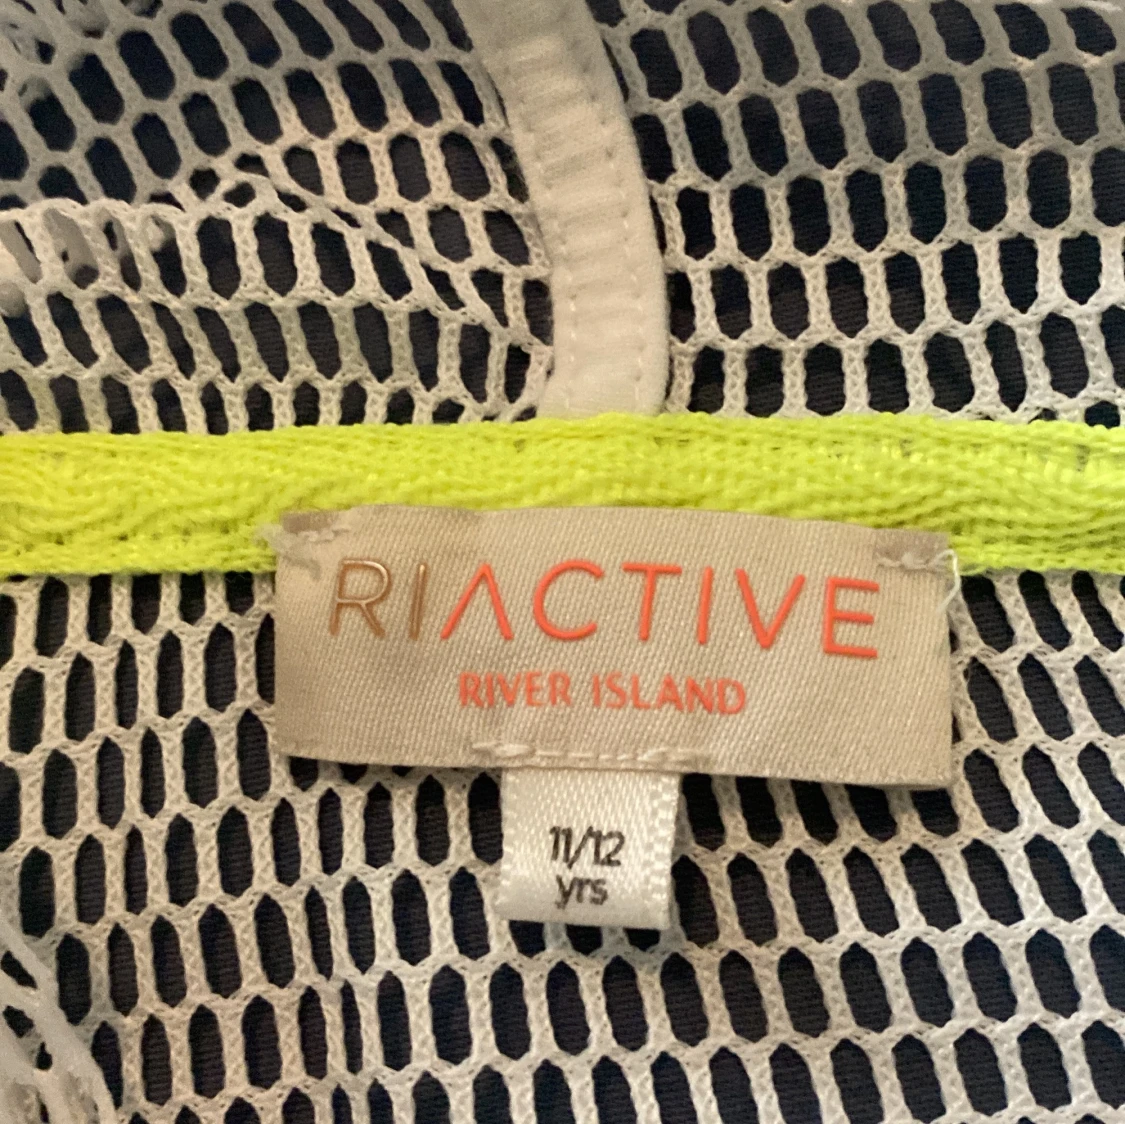 RIACTIVE
RIVER ISLAND
11/12
yrs